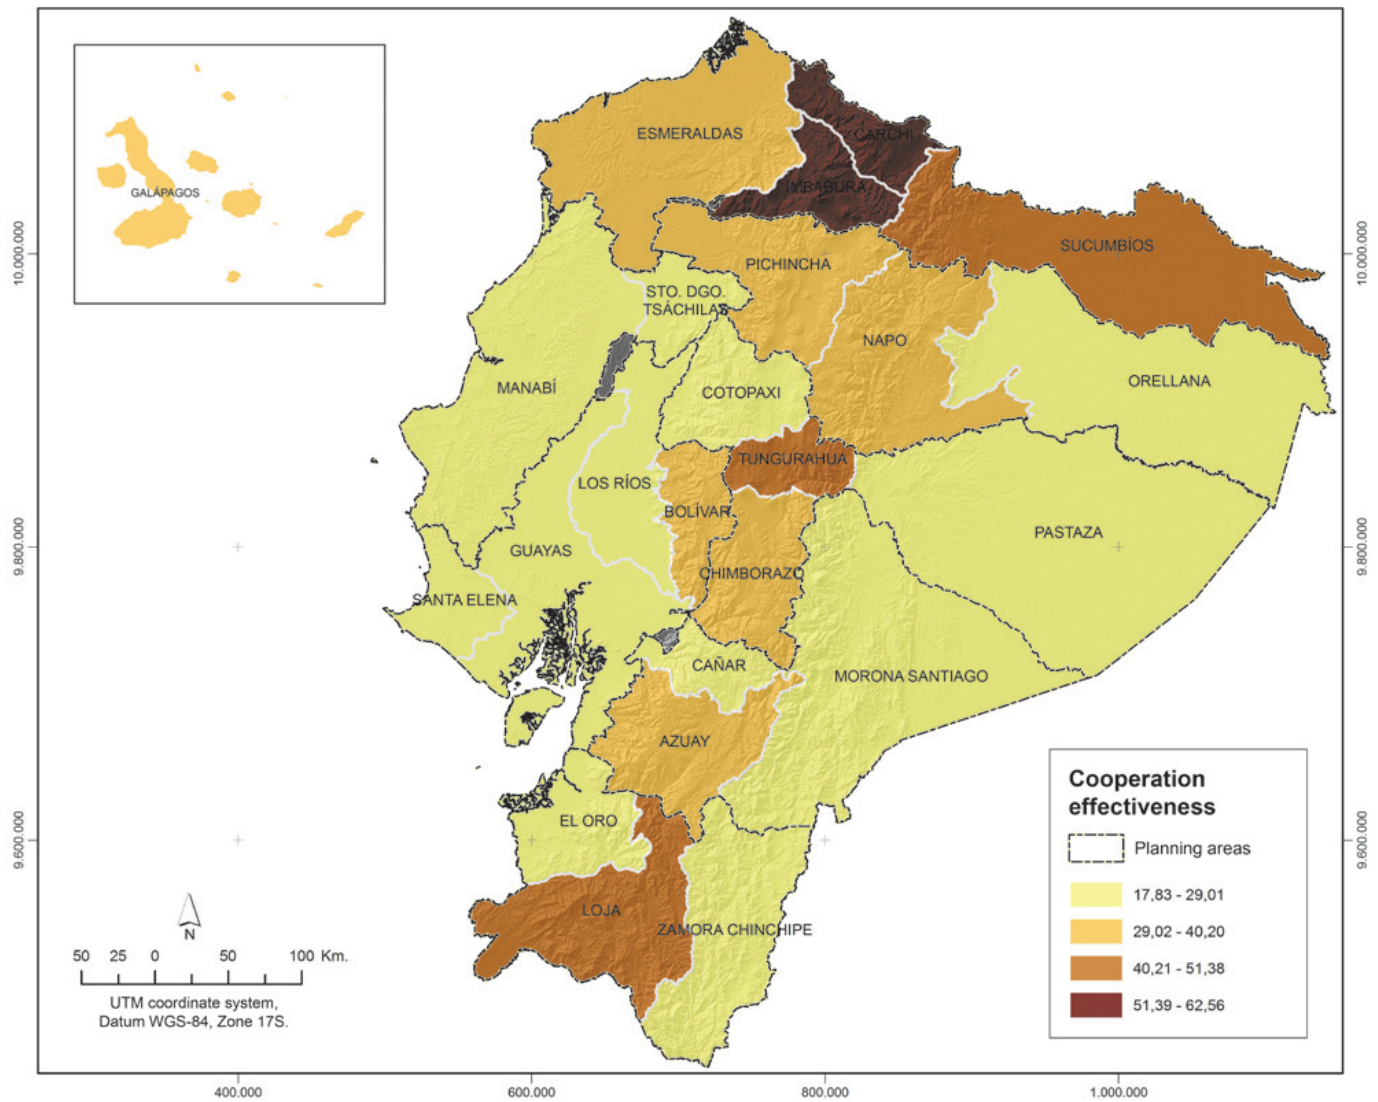 GALÁPAGOS
ESMERALDAS
CARCHI
IMBABURA
SUCUMBÍOS
PICHINCHA
STO. DGO.
TSÁCHILAS
NAPO
ORELLANA
MANABÍ
COTOPAXI
TUNGURAHUA
LOS RÍOS
BOLÍVAR
PASTAZA
GUAYAS
CHIMBORAZO
SANTA ELENA
CAÑAR
MORONA SANTIAGO
AZUAY
EL ORO
LOJA
ZAMORA CHINCHIPE
10.000.000
9.800.000
9.600.000
10.000.000
9.800.000
9.600.000
400.000
600.000
800.000
1.000.000
N
50 25 0 50 100 Km.
UTM coordinate system,
Datum WGS-84, Zone 17S.
Cooperation
effectiveness
Planning areas
17,83 - 29,01
29,02 - 40,20
40,21 - 51,38
51,39 - 62,56